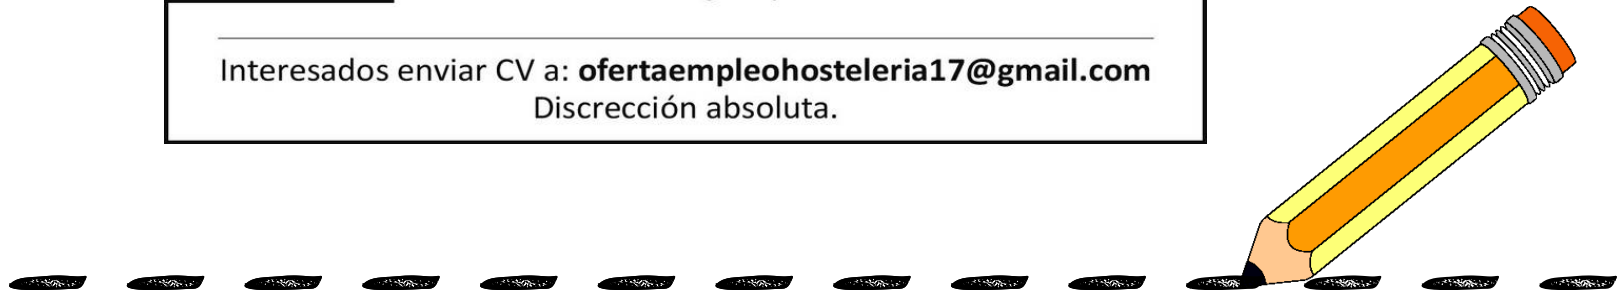 Interesados enviar CV a: ofertaempleohosteleria17@gmail.com
Discrección absoluta.